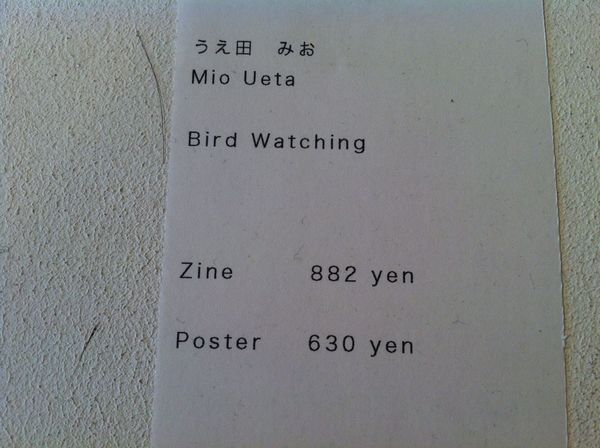 うえ田　みお
Mio Ueta
Bird Watching
Zine 882 yen
Poster 630 yen